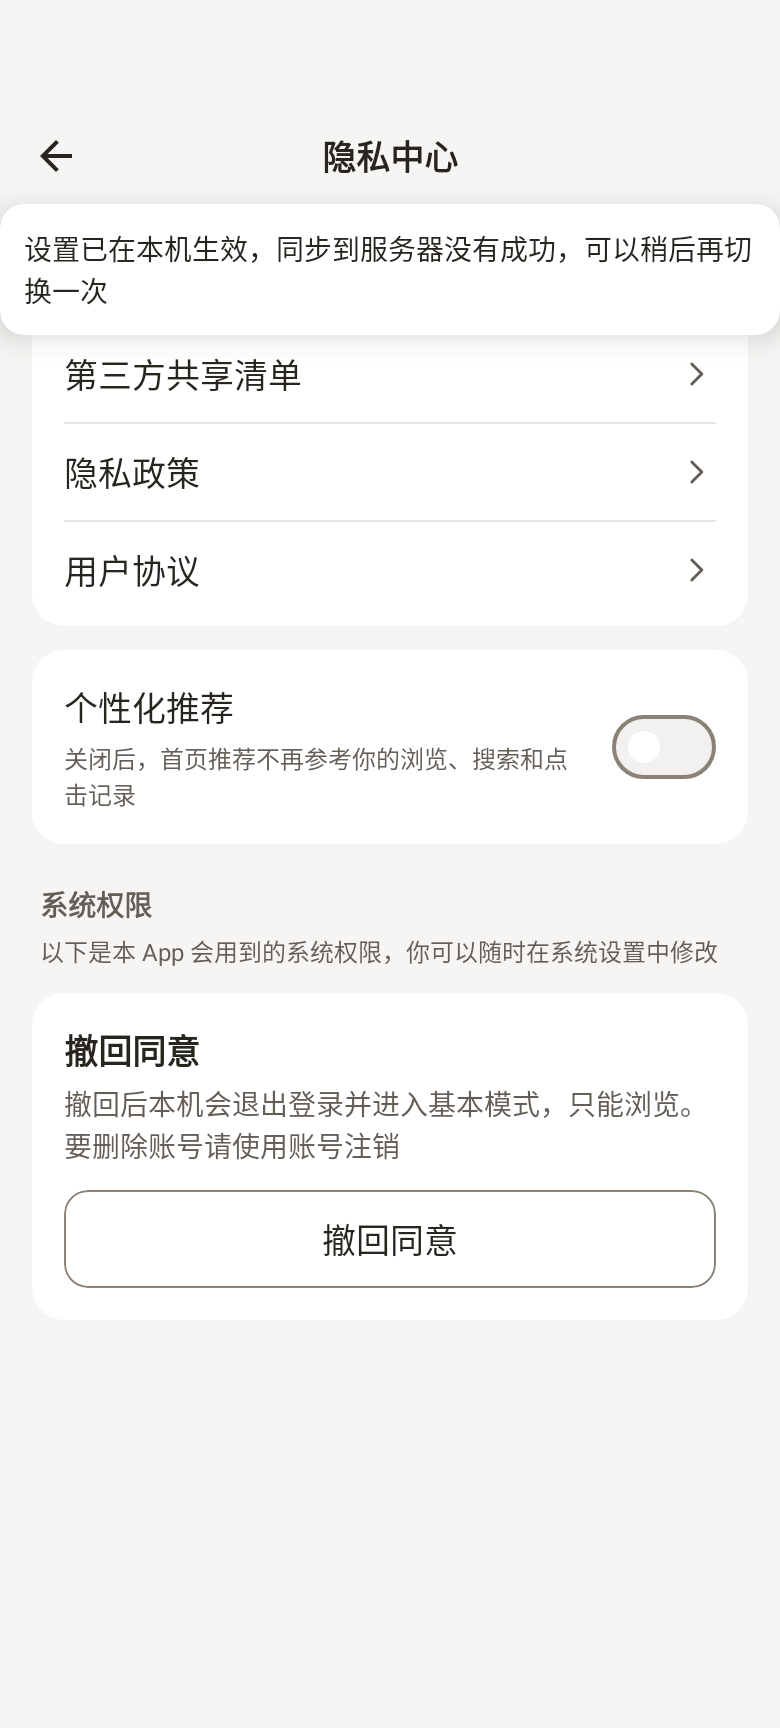 隐私中心
设置已在本机生效，同步到服务器没有成功，可以稍后再切
换一次
第三方共享清单
隐私政策
用户协议
个性化推荐
关闭后，首页推荐不再参考你的浏览、搜索和点
击记录
系统权限
以下是本 App 会用到的系统权限，你可以随时在系统设置中修改
撤回同意
撤回后本机会退出登录并进入基本模式，只能浏览。
要删除账号请使用账号注销
撤回同意